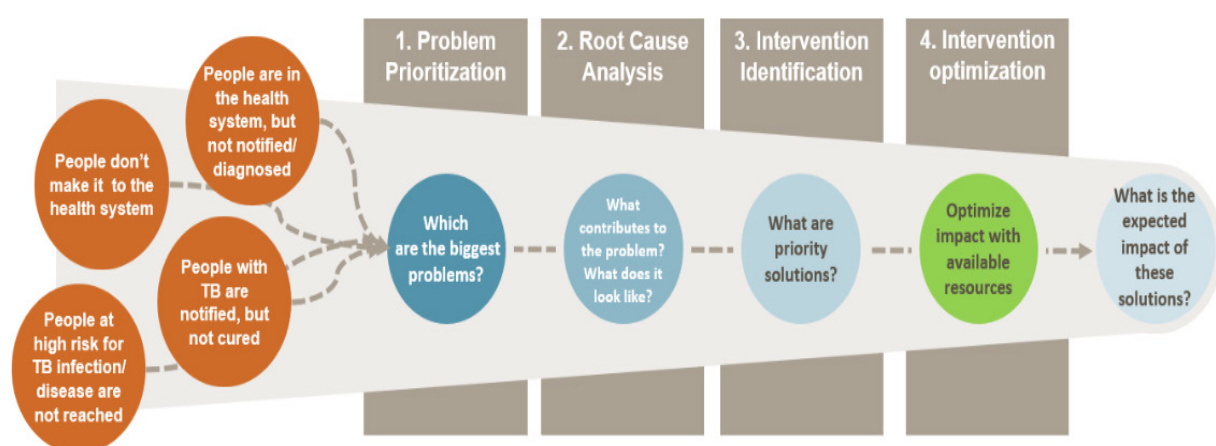 1. Problem
Prioritization
2. Root Cause
Analysis
3. Intervention
Identification
4. Intervention
optimization
People are in
the health
system, but
not notified/
diagnosed
People don’t
make it to the
health system
People with
TB are
notified, but
not cured
People at
high risk for
TB infection/
disease are
not reached
Which
are the biggest
problems?
What
contributes to
the problem?
What does it
look like?
What are
priority
solutions?
Optimize
impact with
available
resources
What is the
expected
impact of
these
solutions?